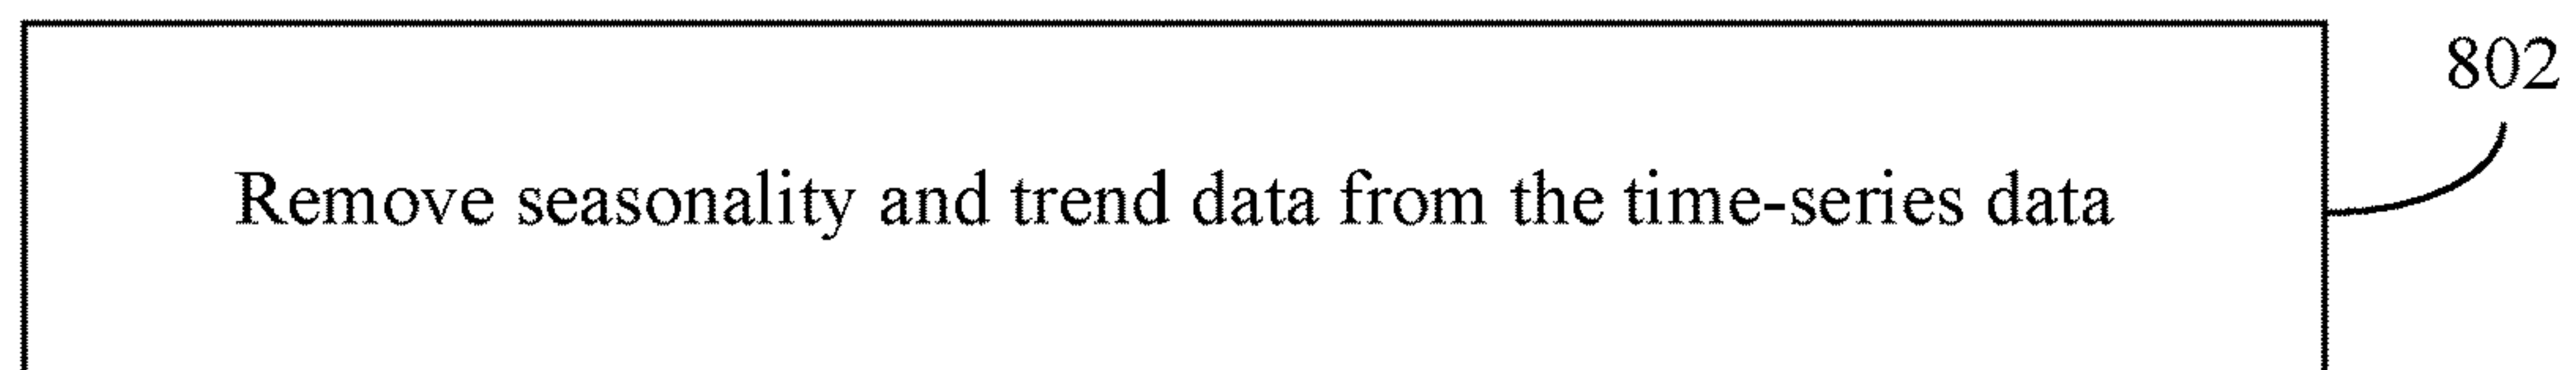 802
Remove seasonality and trend data from the time-series data